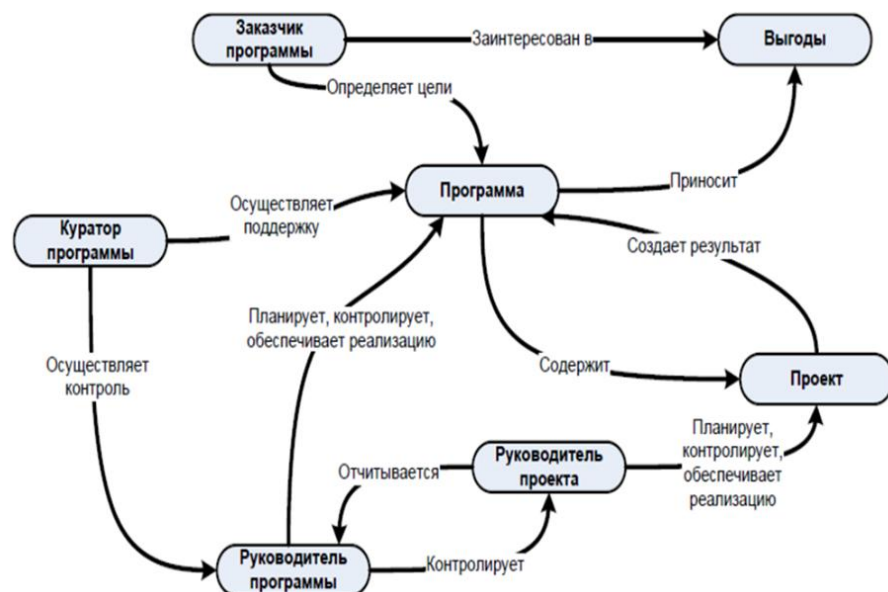 Заказчик
программы
Заинтересован в
Выгоды
Определяет цели
Программа
Приносит
Осуществляет
поддержку
Куратор
программы
Создает результат
Планирует, контролирует,
обеспечивает реализацию
Осуществляет
контроль
Содержит
Проект
Планирует,
контролирует,
обеспечивает
реализацию
Руководитель
проекта
Отчитывается
Руководитель
программы
Контролирует